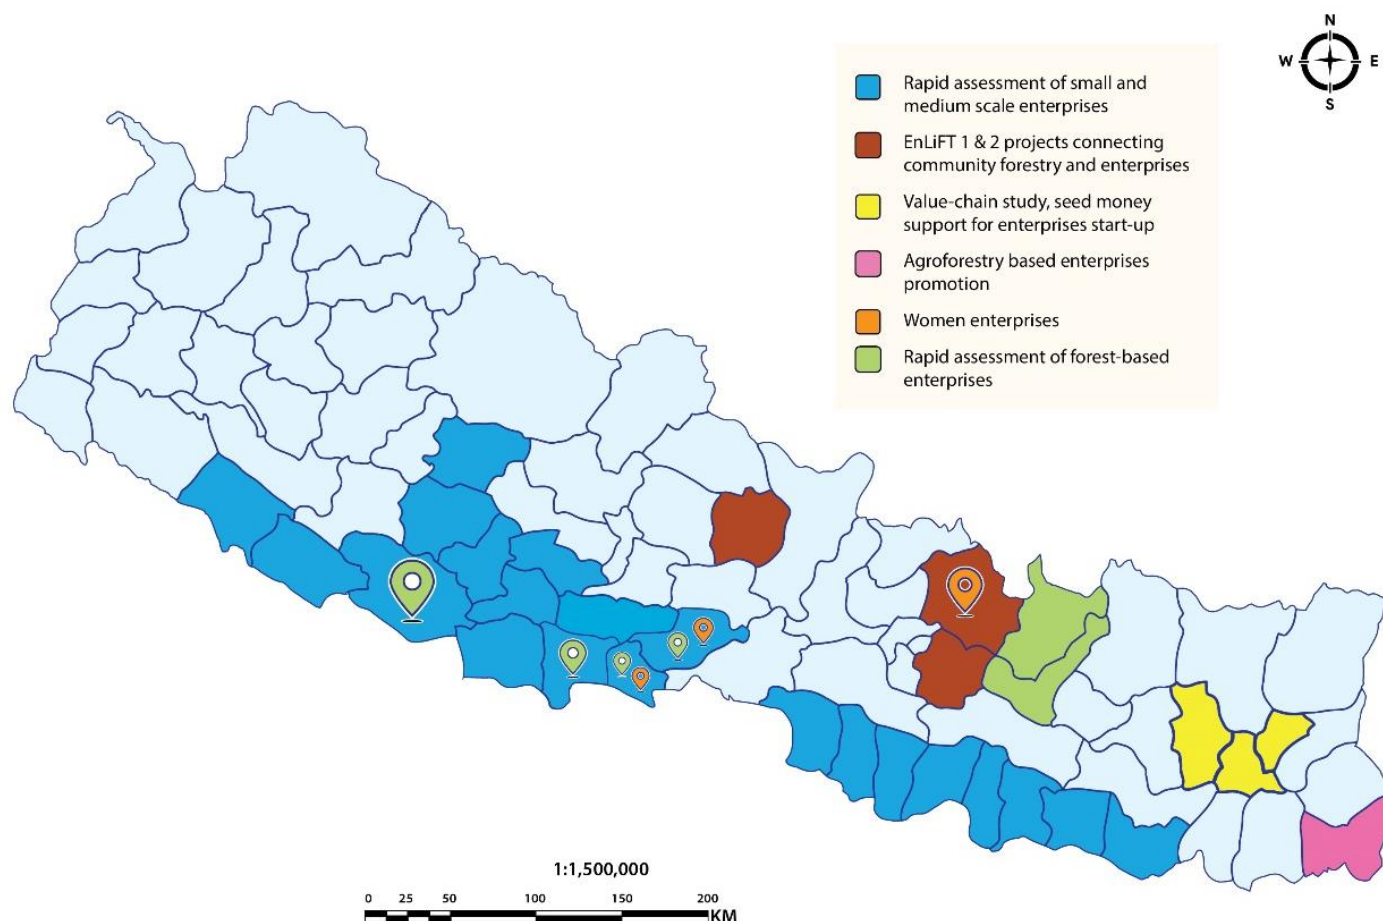 N
W E
S
Rapid assessment of small and
medium scale enterprises
EnLiFT 1 & 2 projects connecting
community forestry and enterprises
Value-chain study, seed money
support for enterprises start-up
Agroforestry based enterprises
promotion
Women enterprises
Rapid assessment of forest-based
enterprises
1:1,500,000
0 25 50 100 150 200
KM